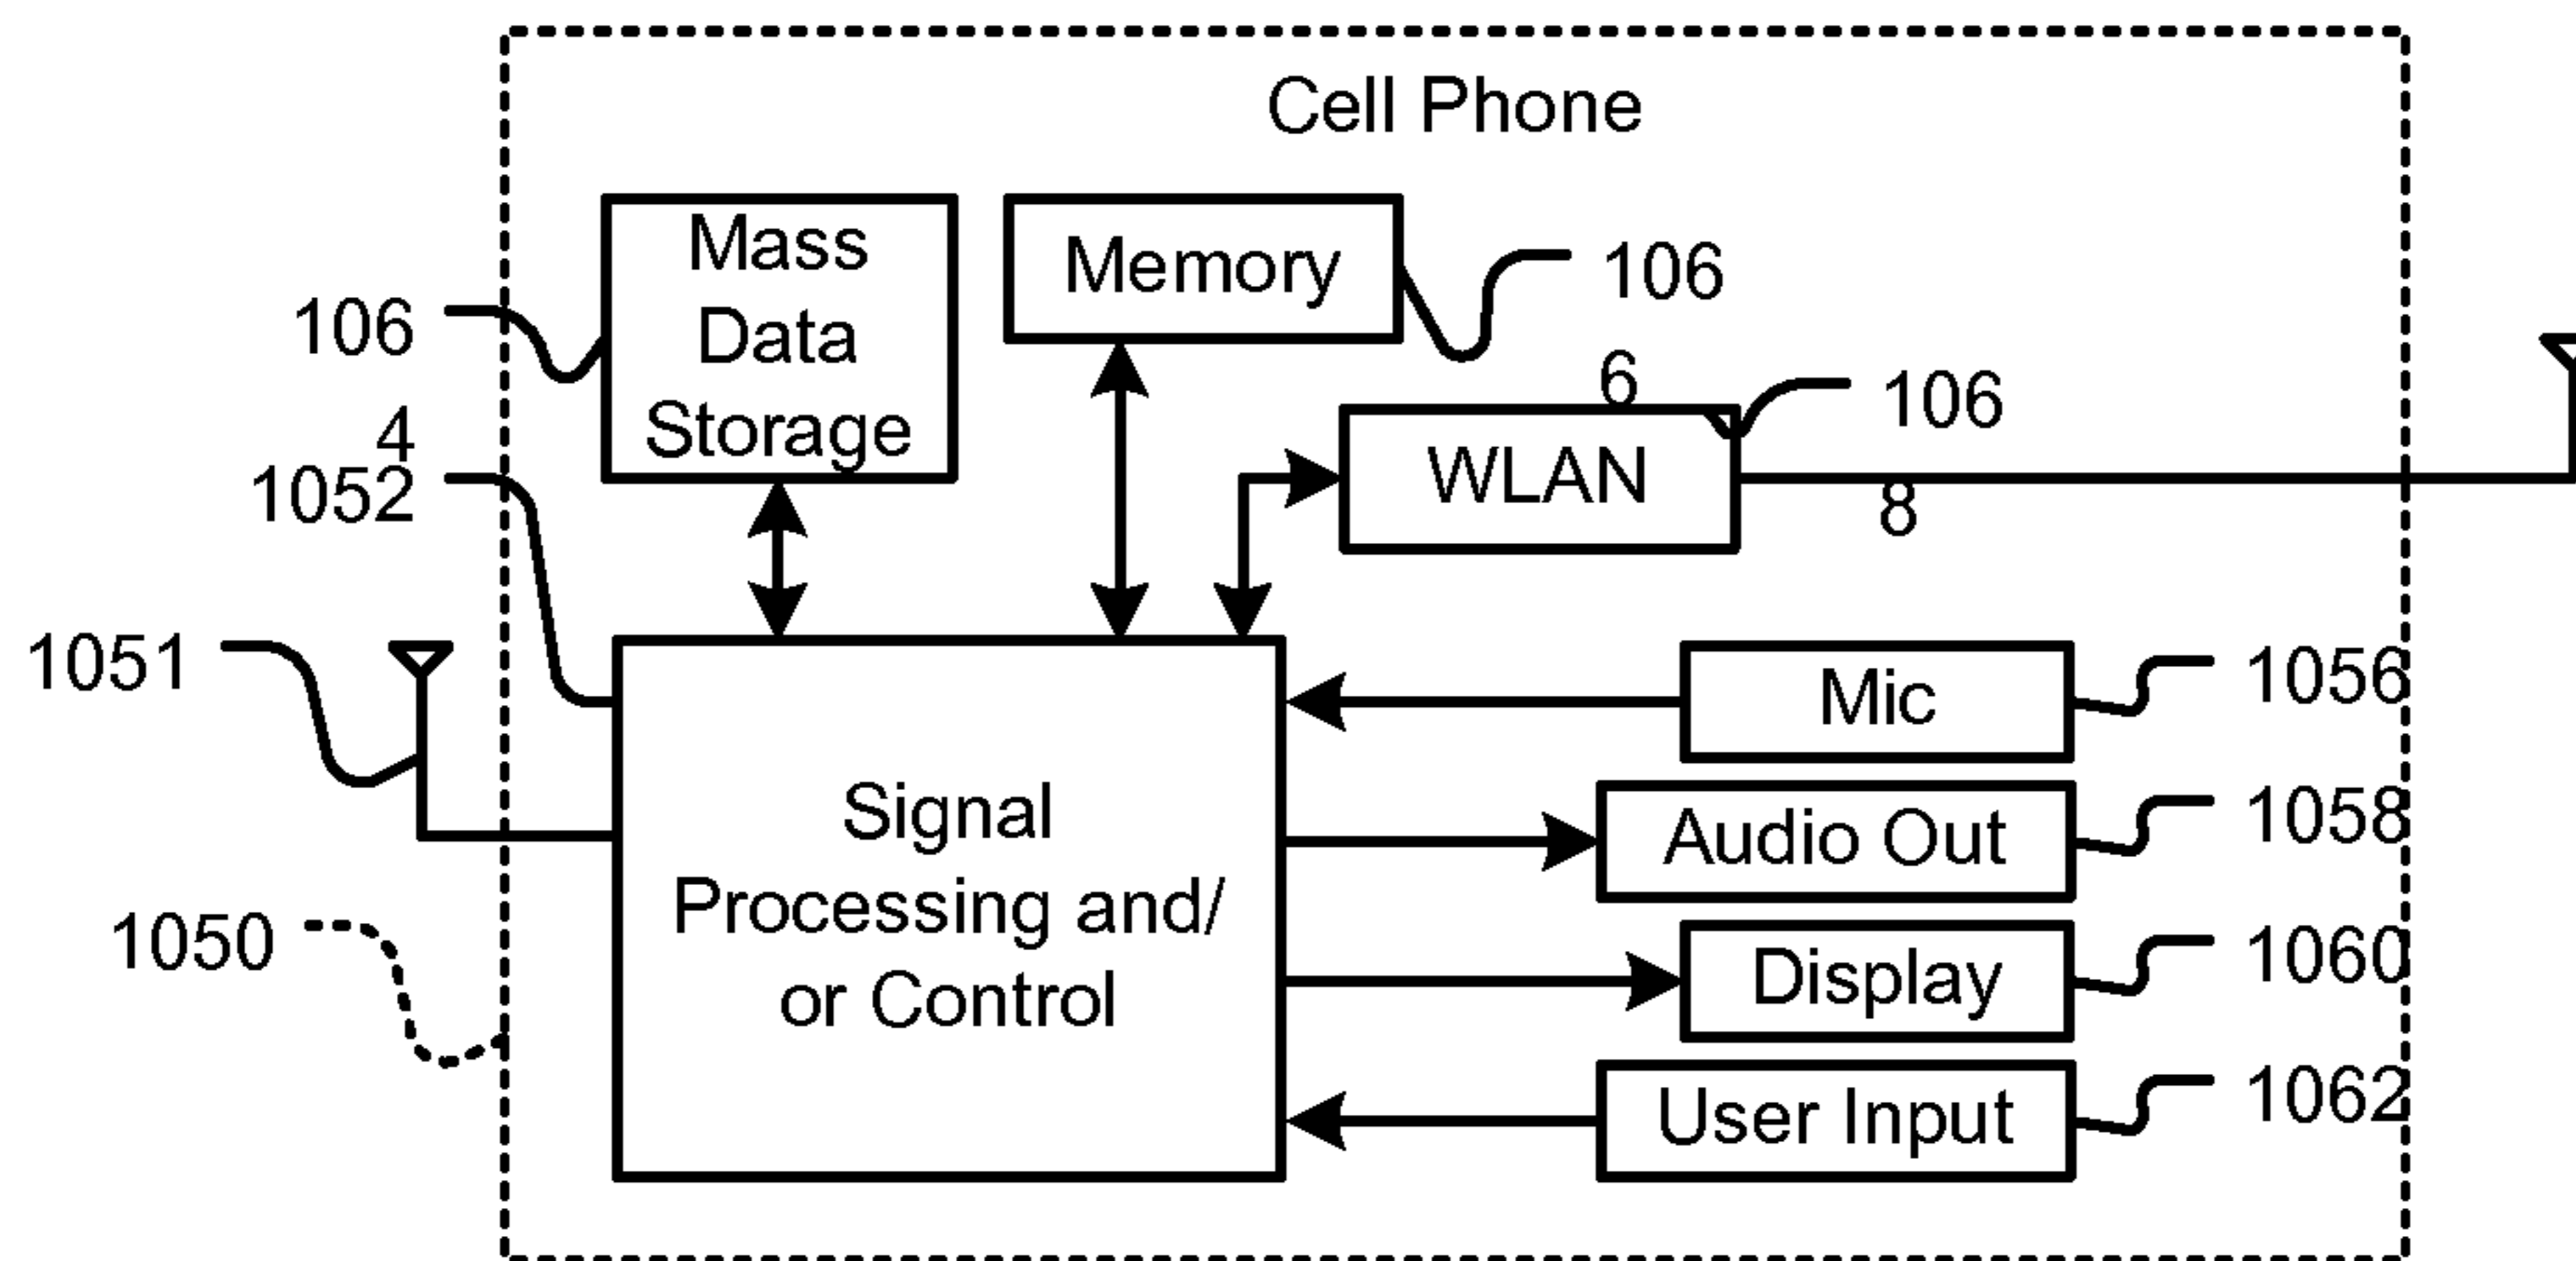 Cell Phone
Mass
Data
Storage
106
4
Memory
106
6
WLAN
106
8
1052
1051
1050
Signal
Processing and/
or Control
Mic
1056
Audio Out
1058
Display
1060
User Input
1062